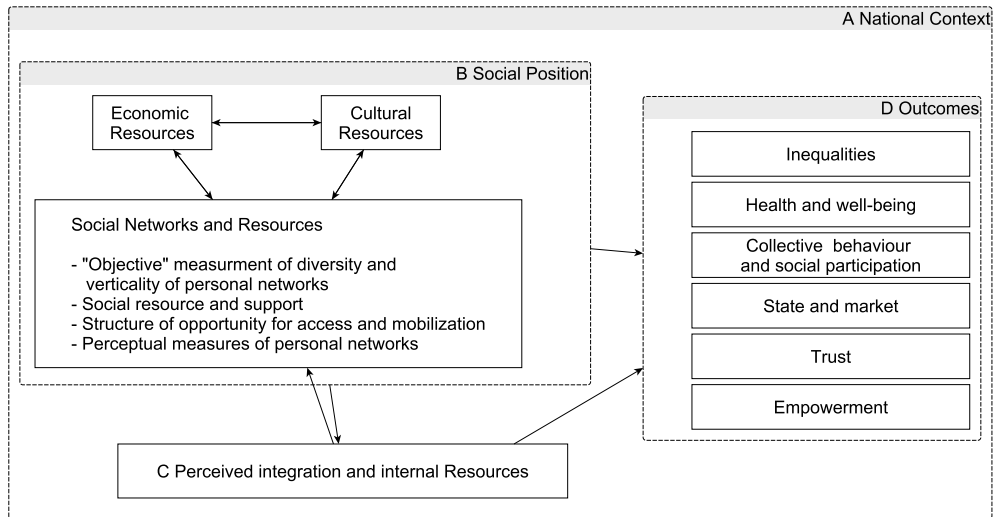 A National Context
B Social Position
Economic
Resources
Cultural
Resources
Social Networks and Resources
- "Objective" measurment of diversity and
verticality of personal networks
- Social resource and support
- Structure of opportunity for access and mobilization
- Perceptual measures of personal networks
C Perceived integration and internal Resources
D Outcomes
Inequalities
Health and well-being
Collective behaviour
and social participation
State and market
Trust
Empowerment